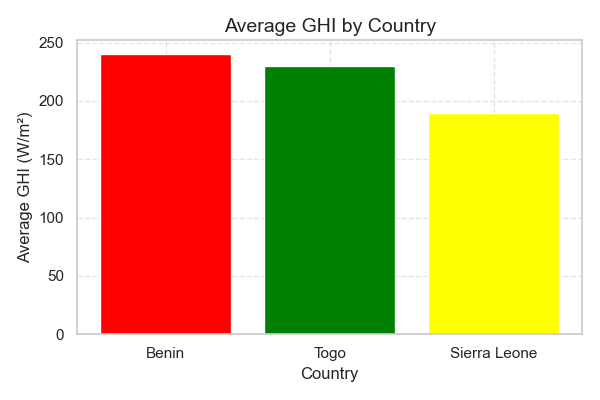 Average GHI by Country
Average GHI (W/m²)
250
200
150
100
50
0
Benin
Togo
Sierra Leone
Country